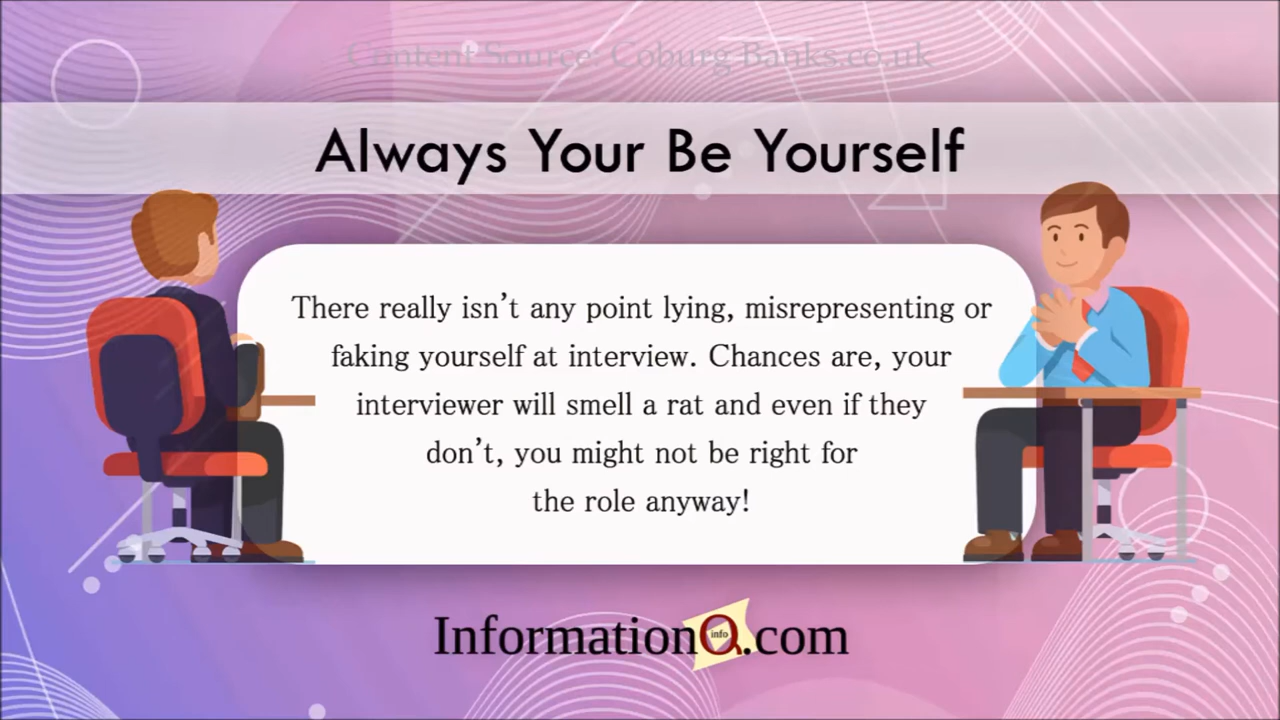 Content Source: Coburg Banks.co.uk
Always Your Be Yourself
There really isn't any point lying, misrepresenting or
faking yourself at interview. Chances are, your
interviewer will smell a rat and even if they
don't, you might not be right for
the role anyway!
InformationQ.com
info